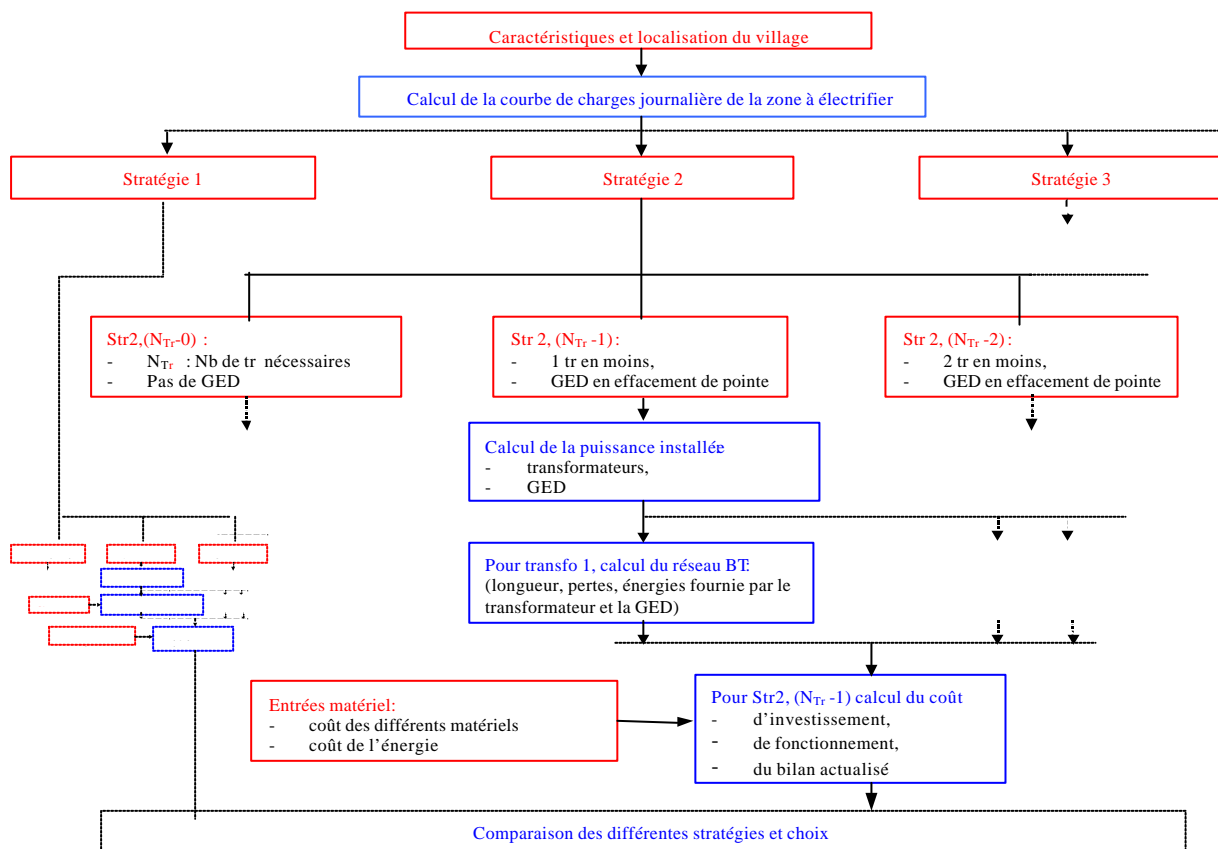 Caractéristiques et localisation du village
Calcul de la courbe de charges journalière de la zone à électrifier
Stratégie 1
Stratégie 2
Stratégie 3
Str2,(NTr-0) :
- NTr : Nb de tr nécessaires
- Pas de GED
Str 2, (NTr -1) :
- 1 tr en moins,
- GED en effacement de pointe
Str 2, (NTr -2) :
- 2 tr en moins,
- GED en effacement de pointe
Calcul de la puissance installée:
- transformateurs,
- GED
Pour transfo 1, calcul du réseau BT:
(longueur, pertes, énergies fournie par le
transformateur et la GED)
Entrées matériel:
- coût des différents matériels
- coût de l'énergie
Pour Str2, (NTr -1) calcul du coût
- d'investissement,
- de fonctionnement,
- du bilan actualisé
Comparaison des différentes stratégies et choix